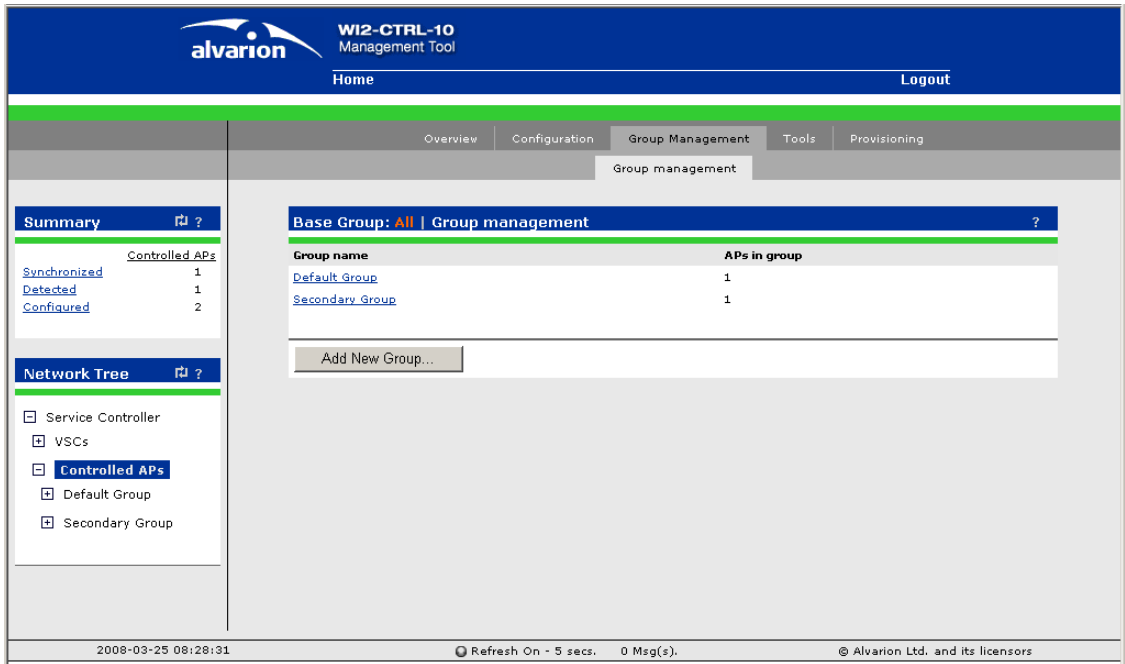 alvarion
WI2-CTRL-10
Management Tool
Home Logout
Overview Configuration Group Management Tools Provisioning
Group management
Summary ?
Controlled APs
Synchronized 1
Detected 1
Configured 2
Network Tree ?
Service Controller
VSCs
Controlled APs
Default Group
Secondary Group
Base Group: All | Group management ?
Group name APs in group
Default Group 1
Secondary Group 1
Add New Group...
2008-03-25 08:28:31 Refresh On - 5 secs. 0 Msg(s). © Alvarion Ltd. and its licensors